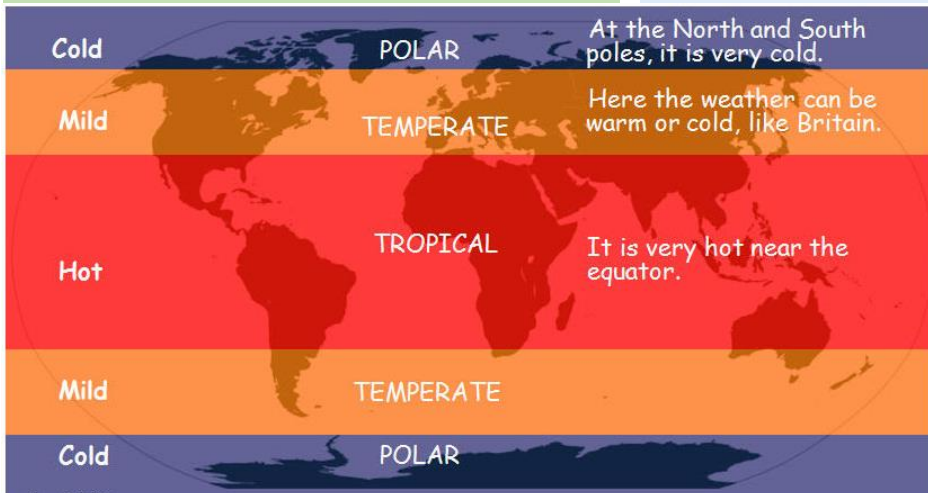 Cold
POLAR
At the North and South
poles, it is very cold.
Mild
TEMPERATE
Here the weather can be
warm or cold, like Britain.
Hot
TROPICAL
It is very hot near the
equator.
Mild
TEMPERATE
Cold
POLAR